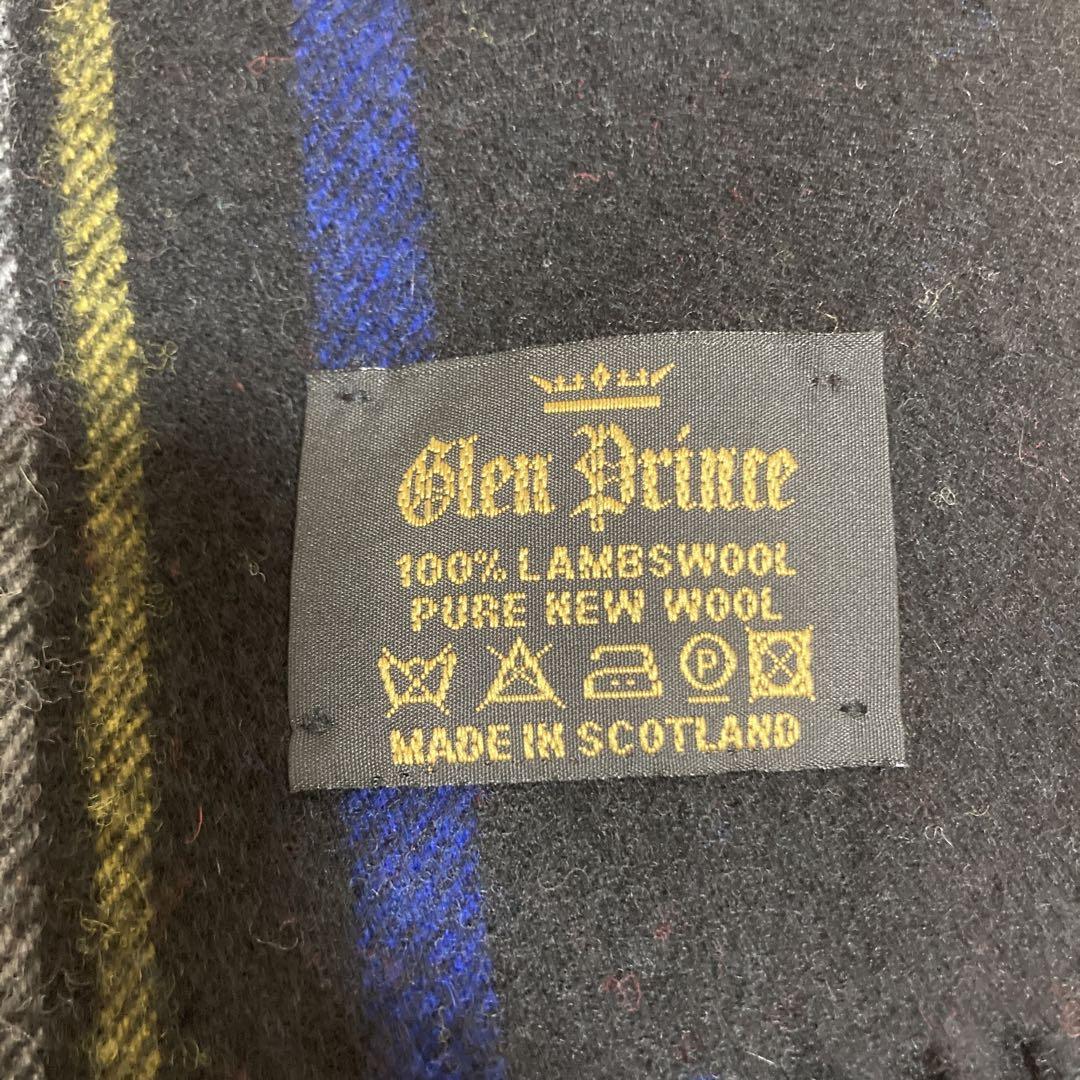 Glen Prince
100% LAMBSWOOL
PURE NEW WOOL
P
MADE IN SCOTLAND